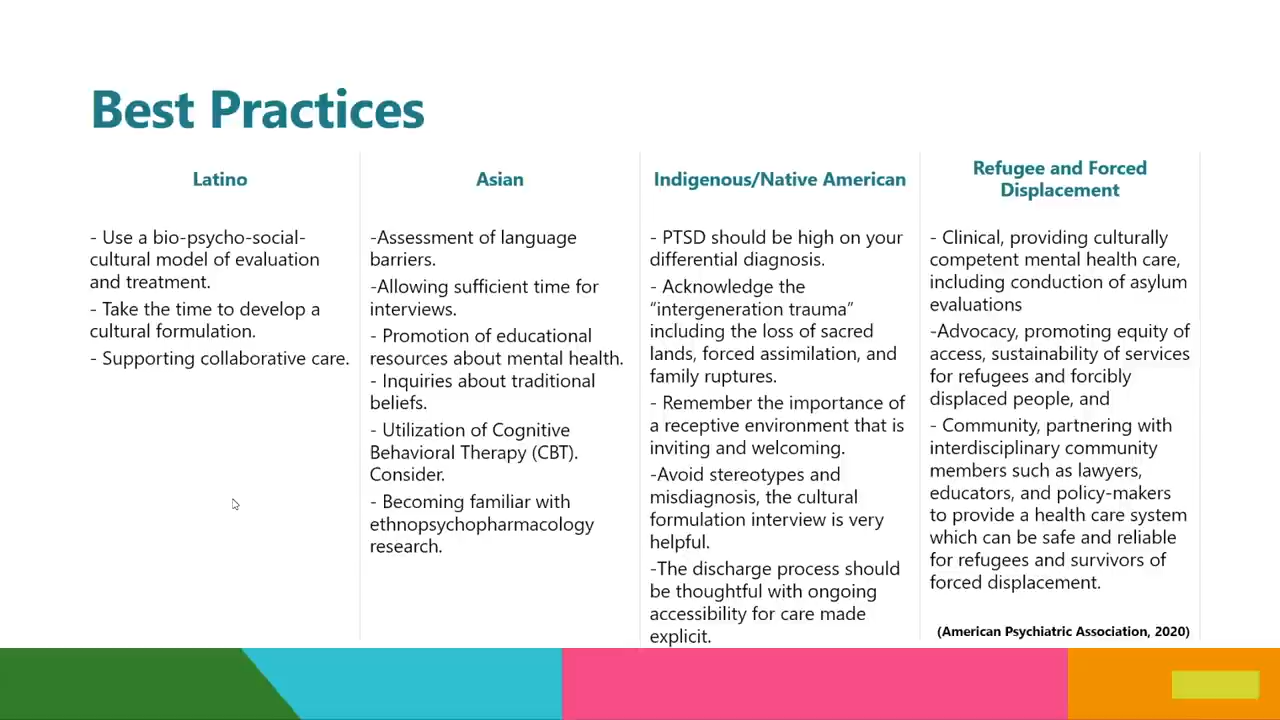 Best Practices
Latino
- Use a bio-psycho-social-
cultural model of evaluation
and treatment.
- Take the time to develop a
cultural formulation.
- Supporting collaborative care.
Asian
-Assessment of language
barriers.
-Allowing sufficient time for
interviews.
- Promotion of educational
resources about mental health.
- Inquiries about traditional
beliefs.
- Utilization of Cognitive
Behavioral Therapy (CBT).
Consider.
- Becoming familiar with
ethnopsychopharmacology
research.
Indigenous/Native American
- PTSD should be high on your
differential diagnosis.
- Acknowledge the
“intergeneration trauma”
including the loss of sacred
lands, forced assimilation, and
family ruptures.
- Remember the importance of
a receptive environment that is
inviting and welcoming.
-Avoid stereotypes and
misdiagnosis, the cultural
formulation interview is very
helpful.
-The discharge process should
be thoughtful with ongoing
accessibility for care made
explicit.
Refugee and Forced
Displacement
- Clinical, providing culturally
competent mental health care,
including conduction of asylum
evaluations
-Advocacy, promoting equity of
access, sustainability of services
for refugees and forcibly
displaced people, and
- Community, partnering with
interdisciplinary community
members such as lawyers,
educators, and policy-makers
to provide a health care system
which can be safe and reliable
for refugees and survivors of
forced displacement.
(American Psychiatric Association, 2020)